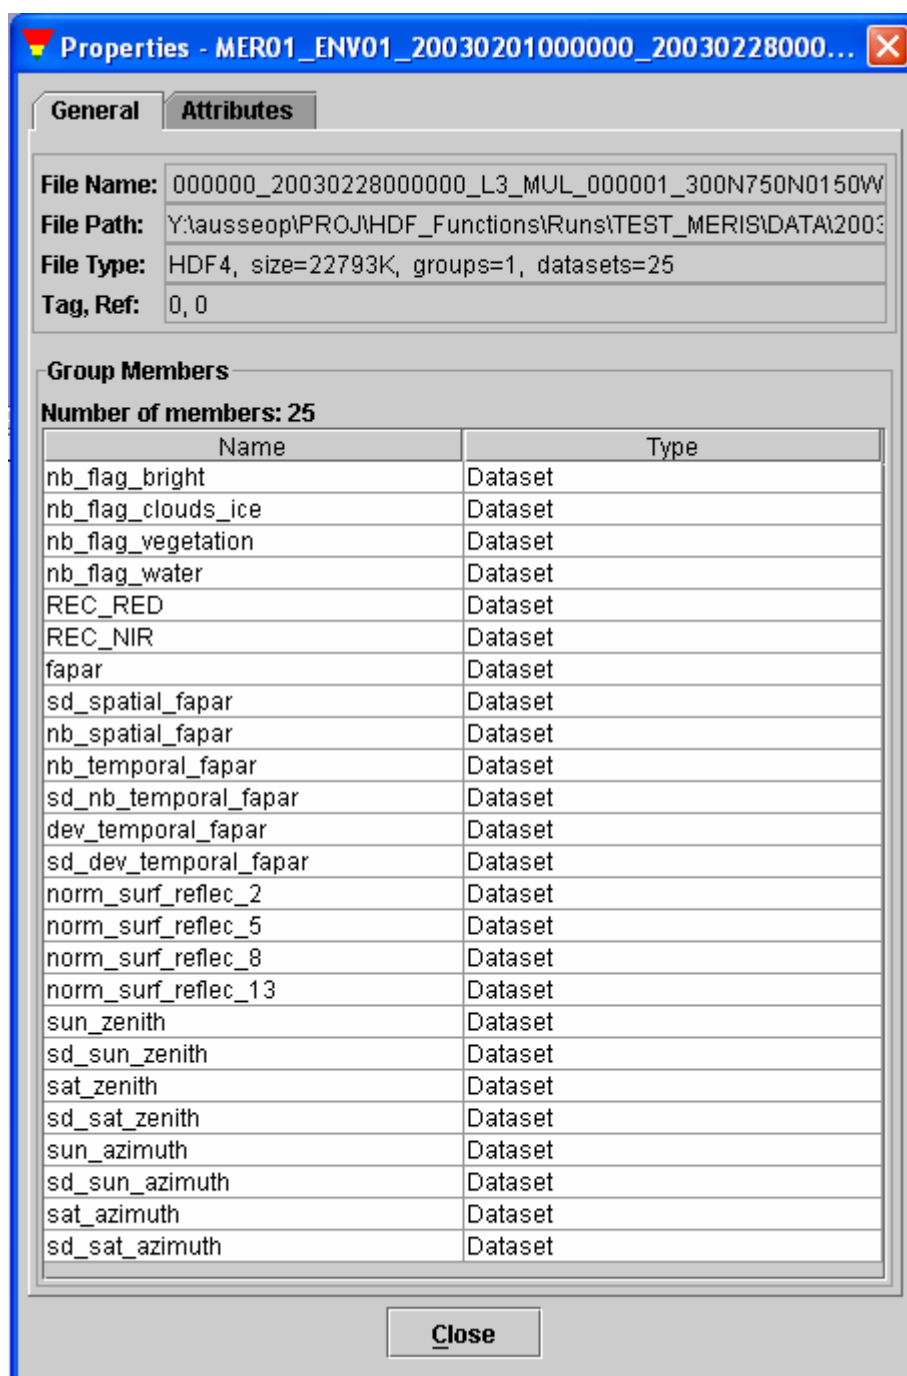 Properties - MER01_ENV01_20030201000000_20030228000...
General Attributes
File Name: 000000_20030228000000_L3_MUL_000001_300N750N0150W
File Path: Y:\ausseop\PROJ\HDF_Functions\Runs\TEST_MERIS\DATA\2003
File Type: HDF4, size=22793K, groups=1, datasets=25
Tag, Ref: 0, 0
Group Members
Number of members: 25
Name Type
nb_flag_bright Dataset
nb_flag_clouds_ice Dataset
nb_flag_vegetation Dataset
nb_flag_water Dataset
REC_RED Dataset
REC_NIR Dataset
fapar Dataset
sd_spatial_fapar Dataset
nb_spatial_fapar Dataset
nb_temporal_fapar Dataset
sd_nb_temporal_fapar Dataset
dev_temporal_fapar Dataset
sd_dev_temporal_fapar Dataset
norm_surf_reflec_2 Dataset
norm_surf_reflec_5 Dataset
norm_surf_reflec_8 Dataset
norm_surf_reflec_13 Dataset
sun_zenith Dataset
sd_sun_zenith Dataset
sat_zenith Dataset
sd_sat_zenith Dataset
sun_azimuth Dataset
sd_sun_azimuth Dataset
sat_azimuth Dataset
sd_sat_azimuth Dataset
Close